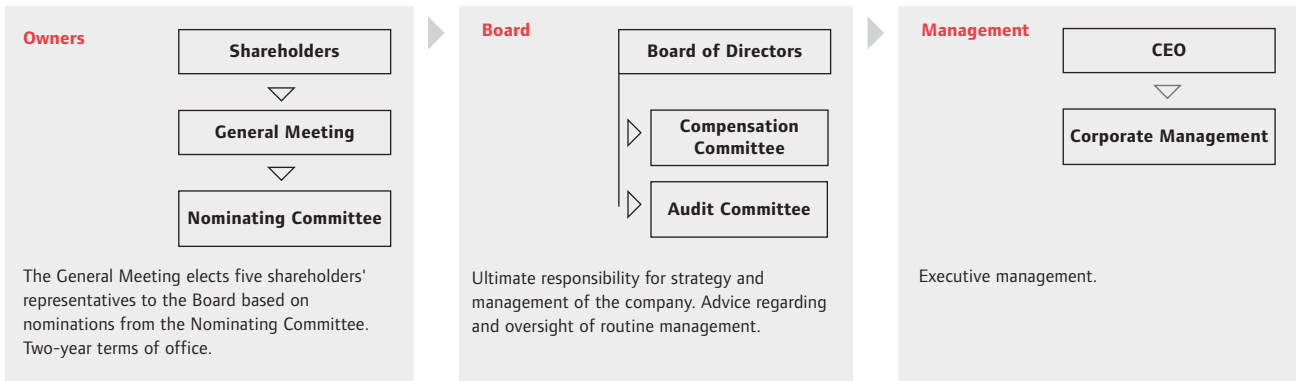 Owners
Shareholders
General Meeting
Nominating Committee
The General Meeting elects five shareholders'
representatives to the Board based on
nominations from the Nominating Committee.
Two-year terms of office.
Board
Board of Directors
Compensation
Committee
Audit Committee
Ultimate responsibility for strategy and
management of the company. Advice regarding
and oversight of routine management.
Management
CEO
Corporate Management
Executive management.